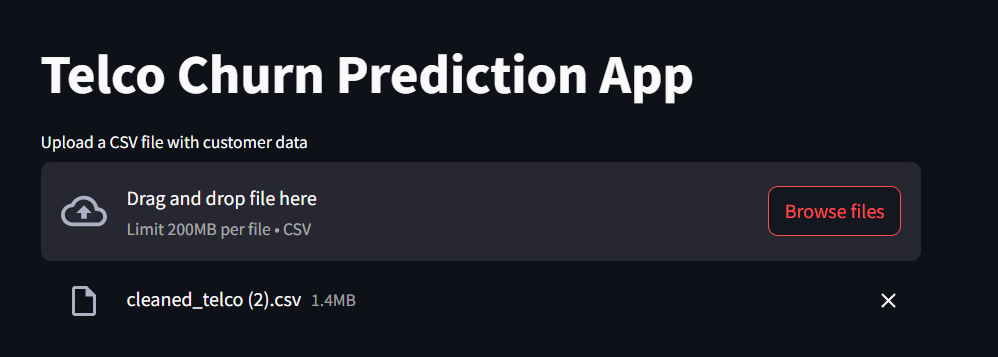 Telco Churn Prediction App
Upload a CSV file with customer data
Drag and drop file here
Limit 200MB per file • CSV
Browse files
cleaned_telco (2).csv 1.4MB